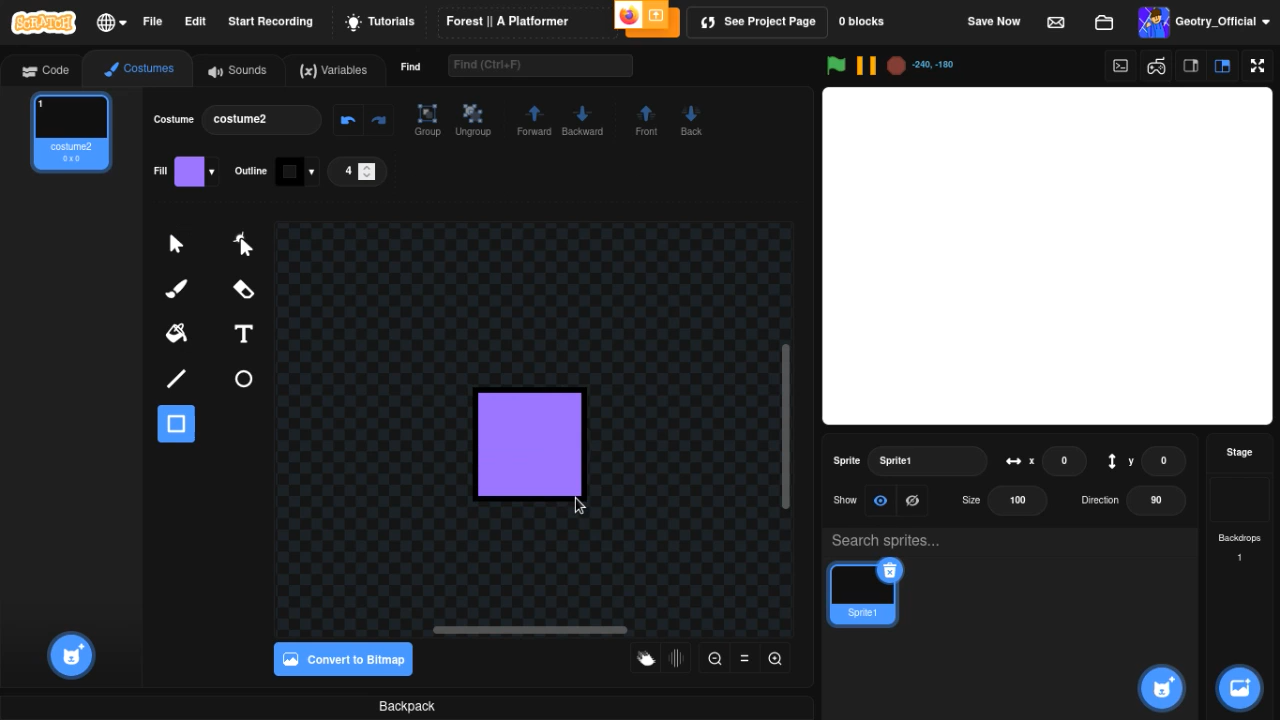 SCRATCH
File
Edit
Start Recording
Tutorials
Forest || A Platformer
See Project Page
0 blocks
Save Now
Geotry_Official
Code
Costumes
Sounds
(x) Variables
Find
Find (Ctrl+F)
-240, -180
1
costume2
0 x 0
Costume
costume2
Group
Ungroup
Forward
Backward
Front
Back
Fill
Outline
4
T
Convert to Bitmap
Backpack
Sprite
Sprite1
x
0
y
0
Show
Size
100
Direction
90
Search sprites...
Sprite1
Stage
Backdrops
1